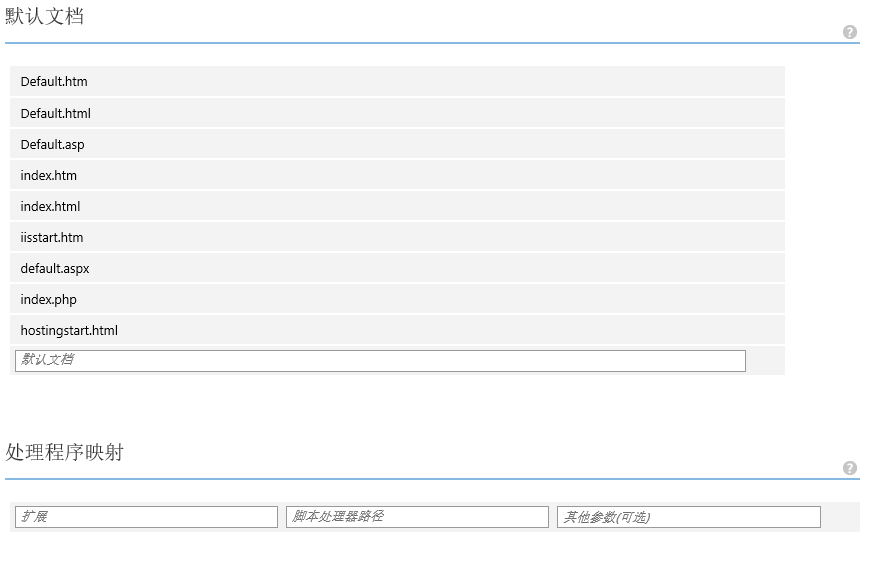 默认文档
?
Default.htm
Default.html
Default.asp
index.htm
index.html
iisstart.htm
default.aspx
index.php
hostingstart.html
默认文档
处理程序映射
?
扩展 脚本处理器路径 其他参数(可选)